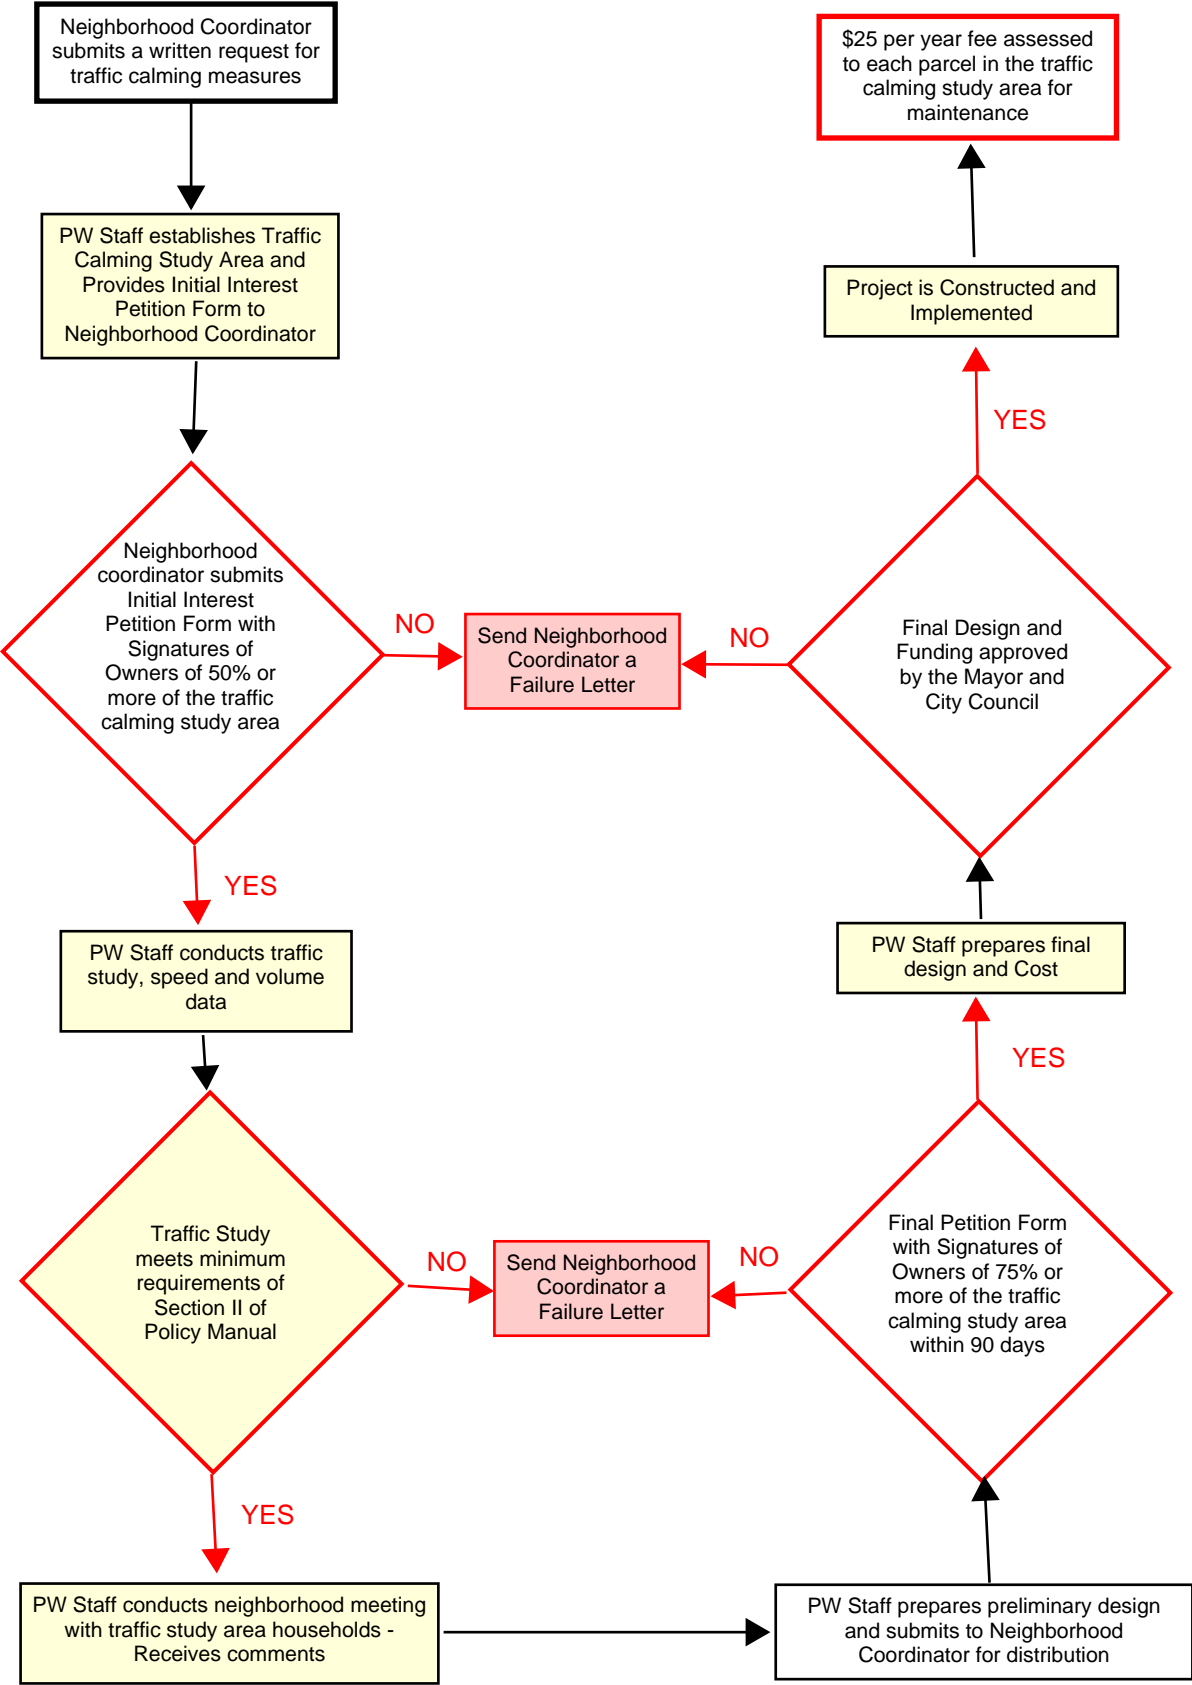 Neighborhood Coordinator
submits a written request for
traffic calming measures
PW Staff establishes Traffic
Calming Study Area and
Provides Initial Interest
Petition Form to
Neighborhood Coordinator
Neighborhood
coordinator submits
Initial Interest
Petition Form with
Signatures of
Owners of 50% or
more of the traffic
calming study area
NO
Send Neighborhood
Coordinator a
Failure Letter
YES
PW Staff conducts traffic
study, speed and volume
data
Traffic Study
meets minimum
requirements of
Section II of
Policy Manual
NO
Send Neighborhood
Coordinator a
Failure Letter
YES
PW Staff conducts neighborhood meeting
with traffic study area households -
Receives comments
PW Staff prepares preliminary design
and submits to Neighborhood
Coordinator for distribution
Final Petition Form
with Signatures of
Owners of 75% or
more of the traffic
calming study area
within 90 days
NO
YES
PW Staff prepares final
design and Cost
Final Design and
Funding approved
by the Mayor and
City Council
NO
YES
Project is Constructed and
Implemented
$25 per year fee assessed
to each parcel in the traffic
calming study area for
maintenance